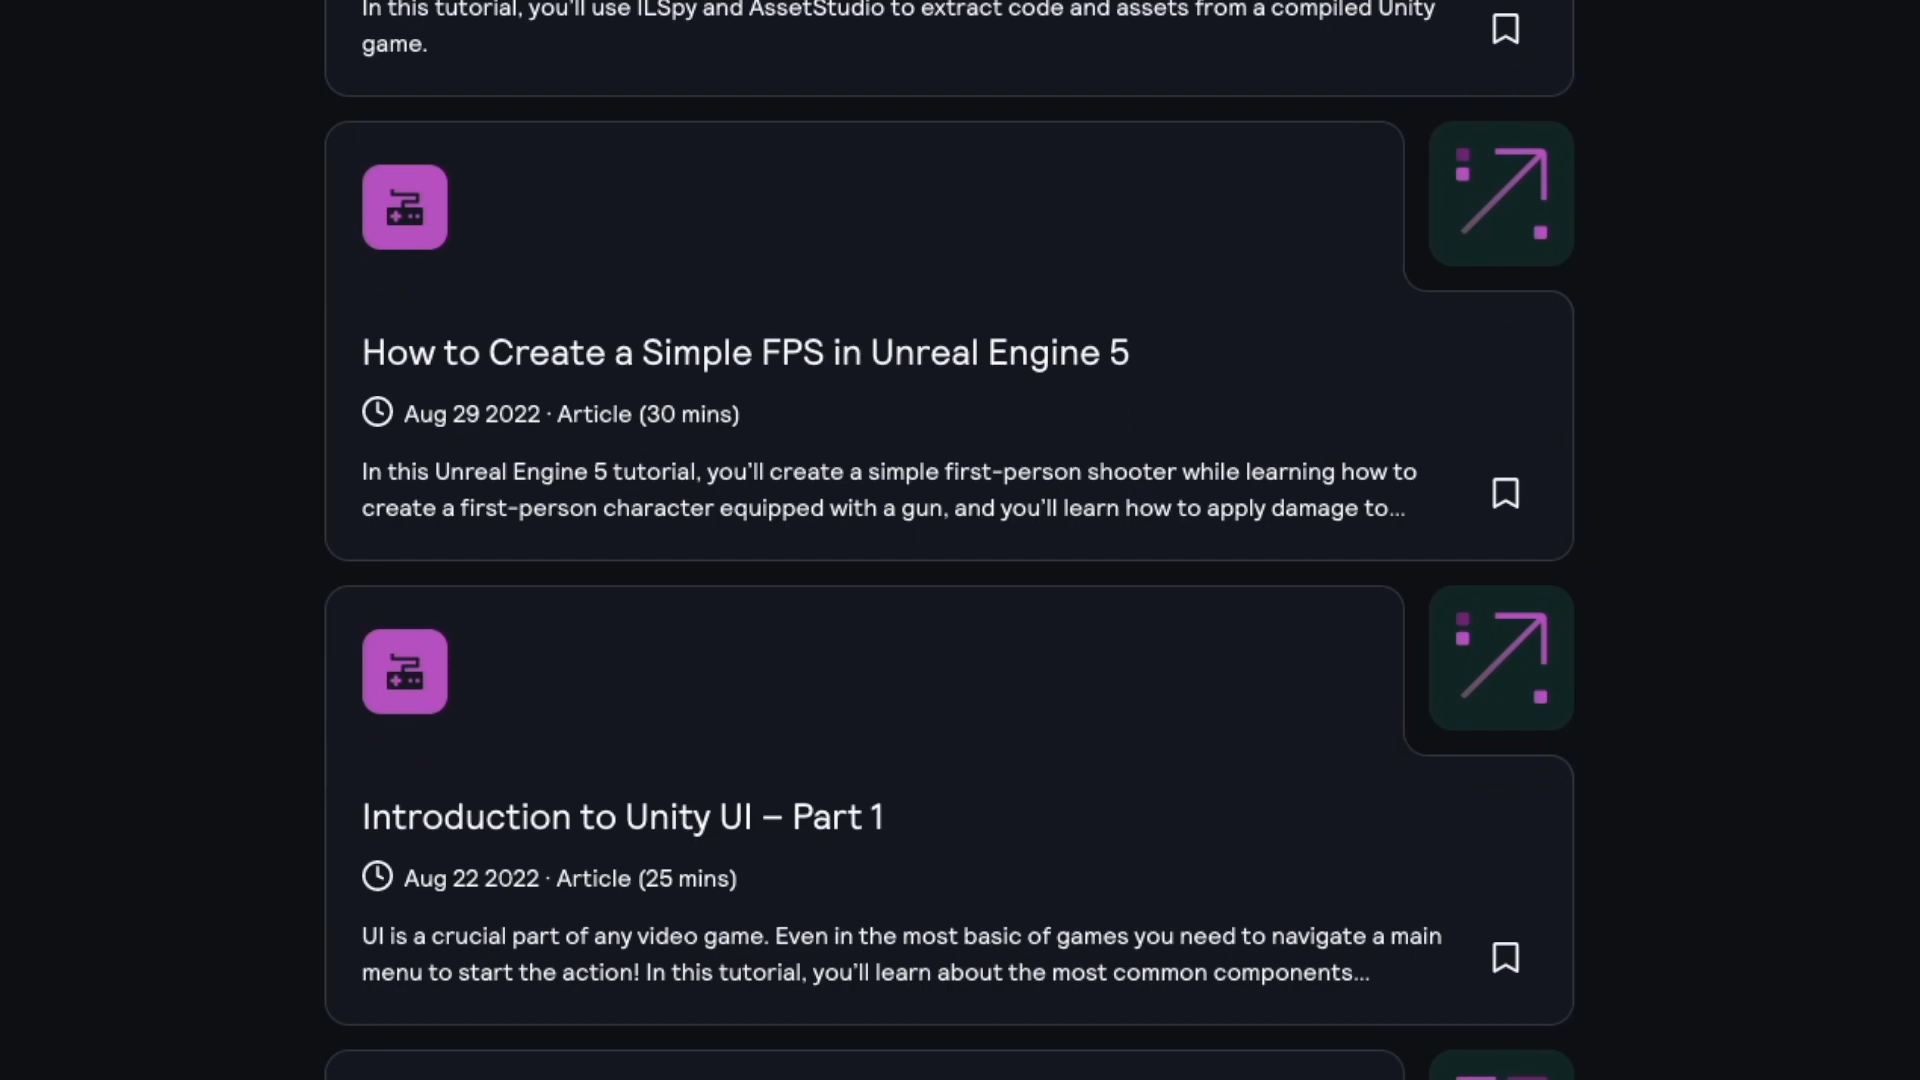 In this tutorial, you'll use ILSpy and AssetStudio to extract code and assets from a compiled Unity
game.
How to Create a Simple FPS in Unreal Engine 5
Aug 29 2022 · Article (30 mins)
In this Unreal Engine 5 tutorial, you'll create a simple first-person shooter while learning how to
create a first-person character equipped with a gun, and you'll learn how to apply damage to...
Introduction to Unity UI – Part 1
Aug 22 2022 · Article (25 mins)
UI is a crucial part of any video game. Even in the most basic of games you need to navigate a main
menu to start the action! In this tutorial, you'll learn about the most common components...